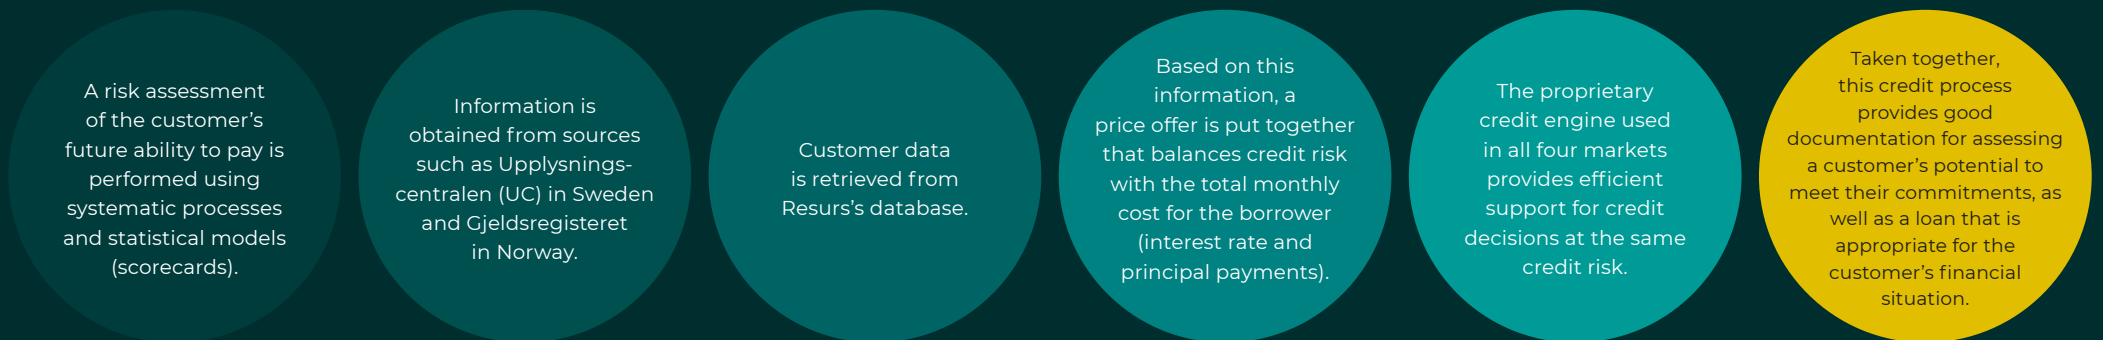 A risk assessment
of the customer’s
future ability to pay is
performed using
systematic processes
and statistical models
(scorecards).
Information is
obtained from sources
such as Upplysnings-
centralen (UC) in Sweden
and Gjeldsregisteret
in Norway.
Customer data
is retrieved from
Resurs’s database.
Based on this
information, a
price offer is put together
that balances credit risk
with the total monthly
cost for the borrower
(interest rate and
principal payments).
The proprietary
credit engine used
in all four markets
provides efficient
support for credit
decisions at the same
credit risk.
Taken together,
this credit process
provides good
documentation for assessing
a customer’s potential to
meet their commitments, as
well as a loan that is
appropriate for the
customer’s financial
situation.